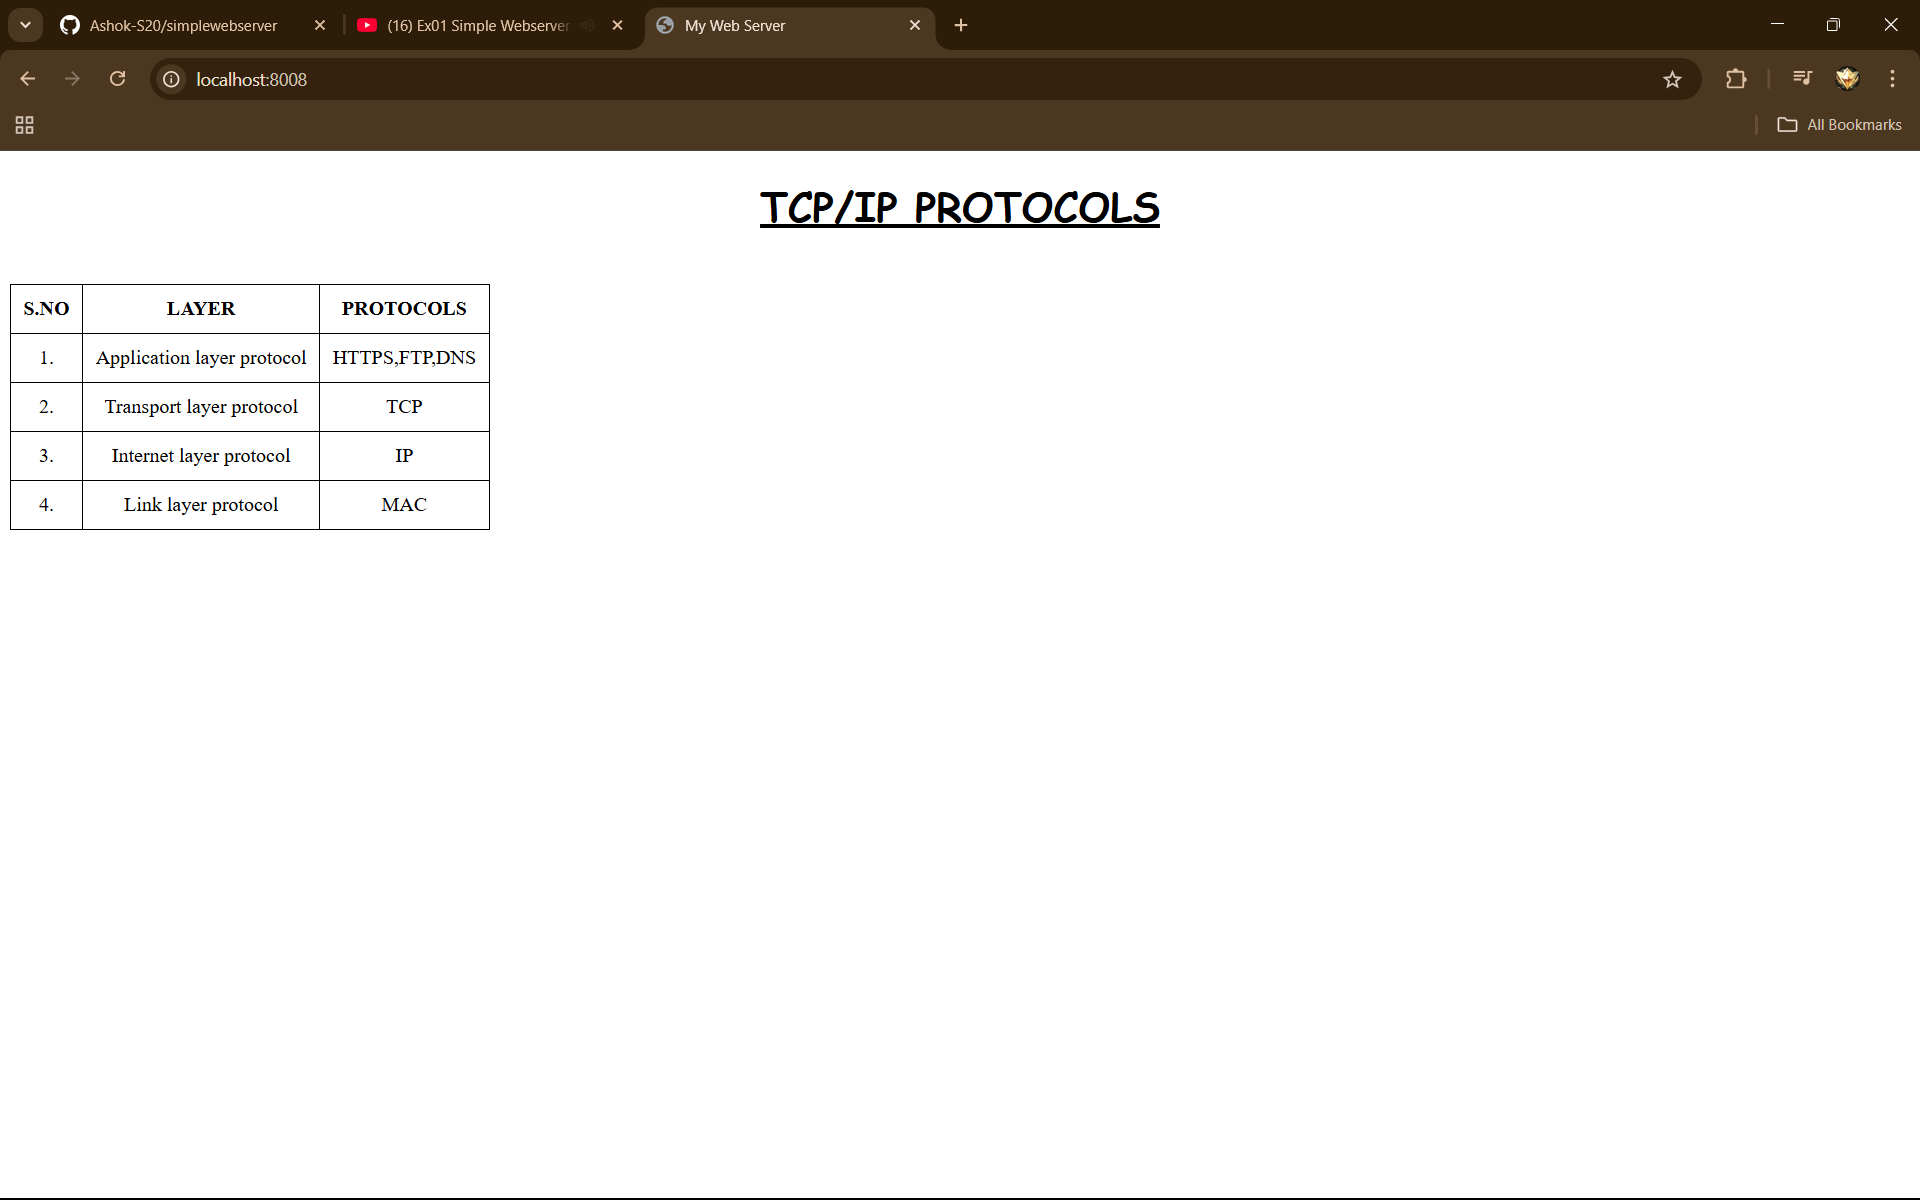 Ashok-S20/simplewebserver
(16) Ex01 Simple Webserver
My Web Server
localhost:8008
All Bookmarks
TCP/IP PROTOCOLS
S.NO LAYER PROTOCOLS
1. Application layer protocol HTTPS,FTP,DNS
2. Transport layer protocol TCP
3. Internet layer protocol IP
4. Link layer protocol MAC